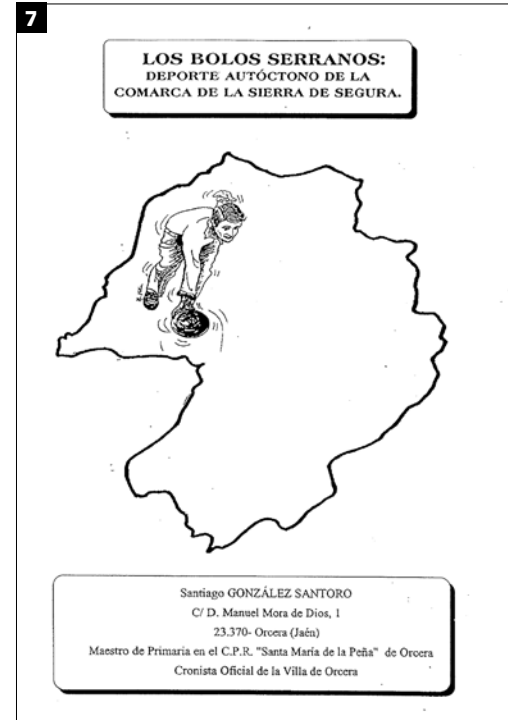 7
LOS BOLOS SERRANOS:
DEPORTE AUTÓCTONO DE LA
COMARCA DE LA SIERRA DE SEGURA.
Santiago GONZÁLEZ SANTORO
C/ D. Manuel Mora de Dios, 1
23.370- Orcera (Jaén)
Maestro de Primaria en el C.P.R. "Santa María de la Peña" de Orcera
Cronista Oficial de la Villa de Orcera